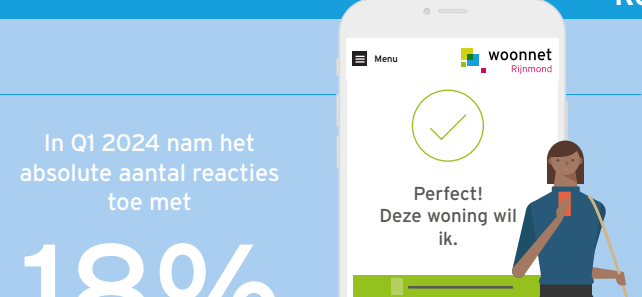 In Q1 2024 nam het
absolute aantal reacties
toe met
18%
Menu
woonnet
Rijnmond
Perfect!
Deze woning wil
ik.